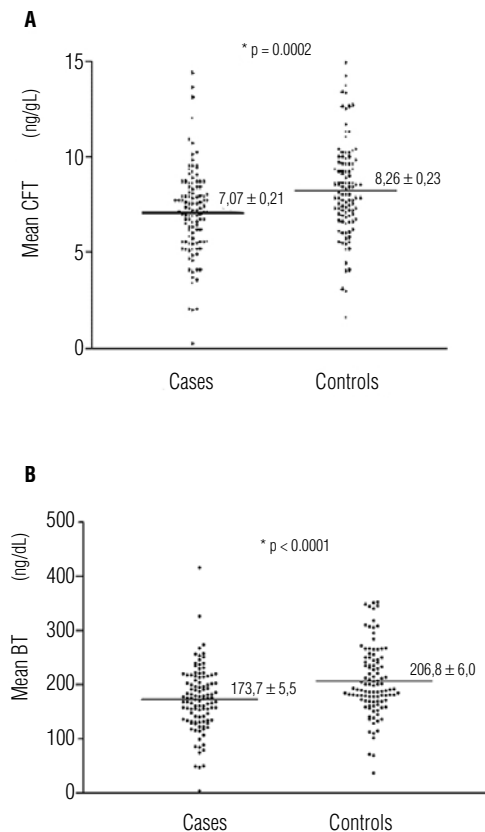 A
* p = 0.0002
Mean CFT (ng/gL)
15
10
5
0
7,07 ± 0,21
8,26 ± 0,23
Cases Controls
B
* p < 0.0001
Mean BT (ng/dL)
500
400
300
200
100
0
173,7 ± 5,5
206,8 ± 6,0
Cases Controls